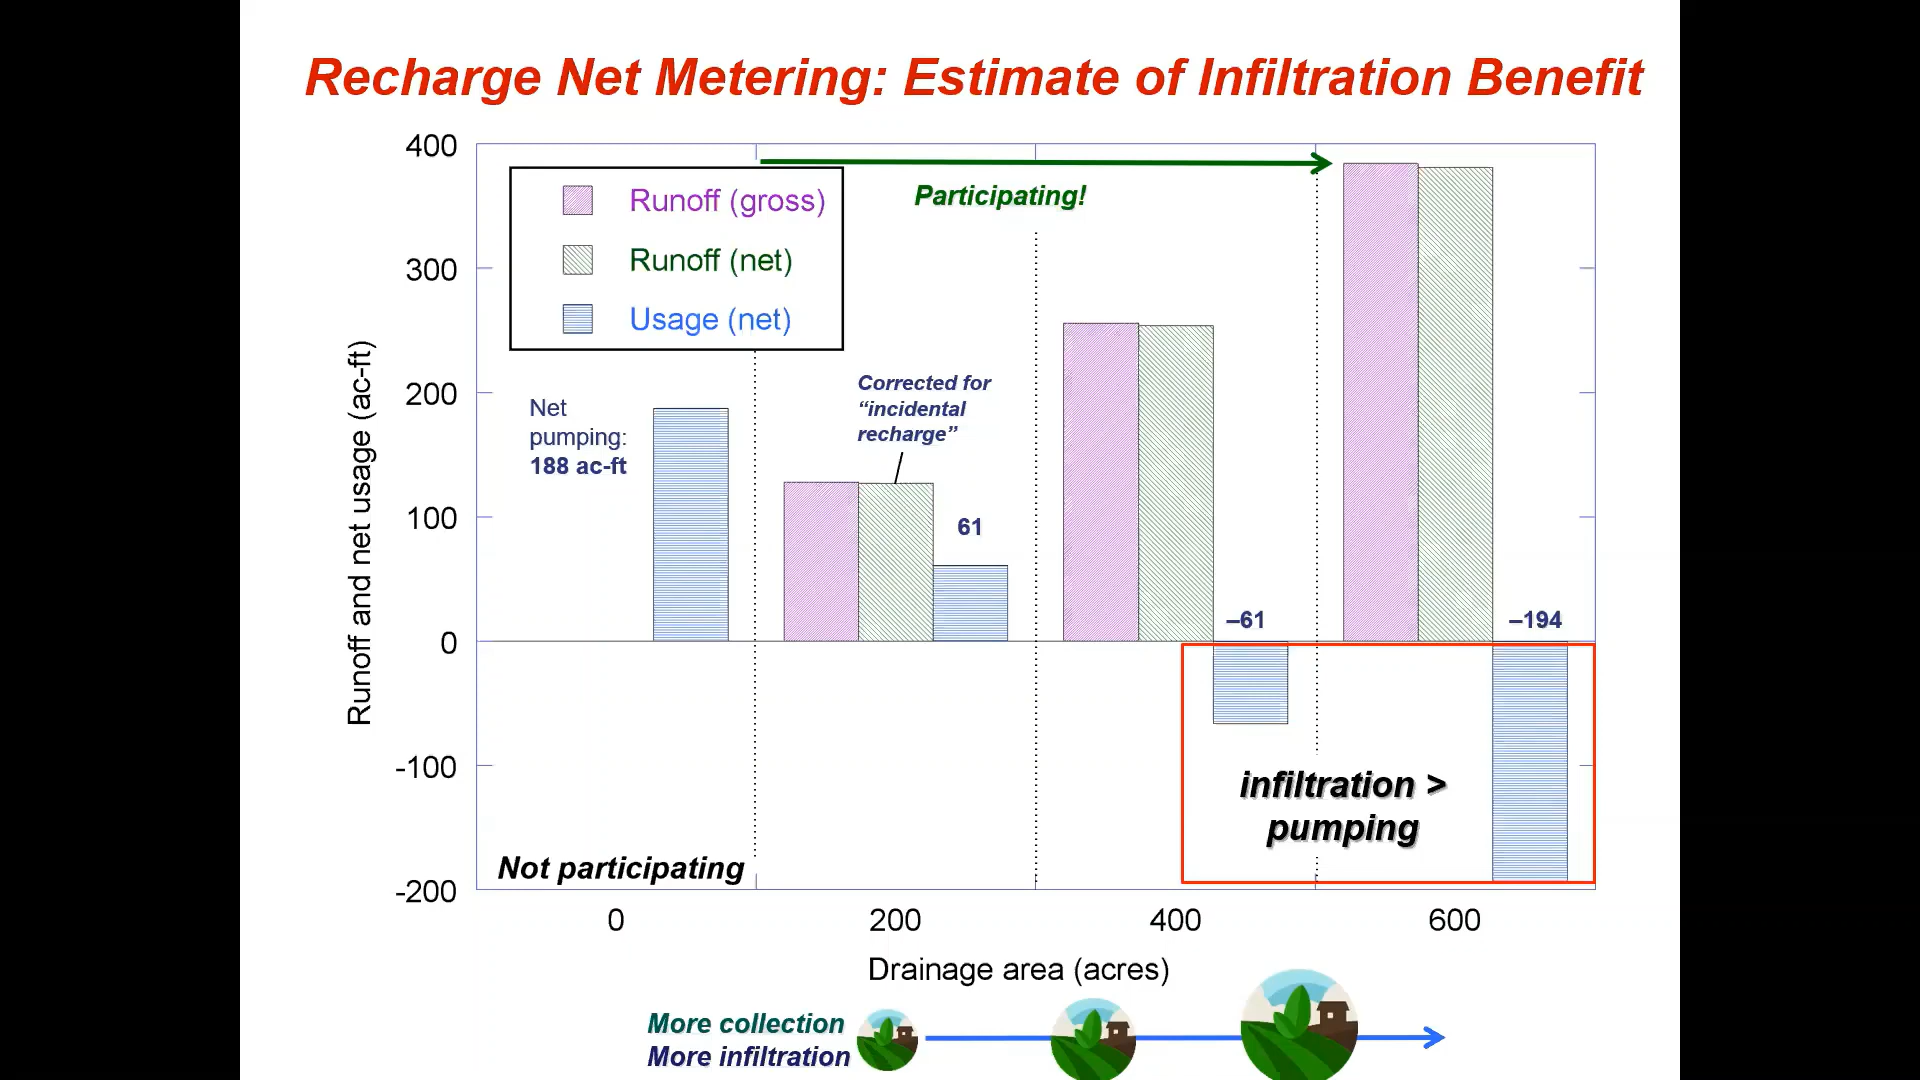 Recharge Net Metering: Estimate of Infiltration Benefit
Runoff and net usage (ac-ft)
400
300
200
100
0
-100
-200
Runoff (gross)
Runoff (net)
Usage (net)
Participating!
Net
pumping:
188 ac-ft
Corrected for
“incidental
recharge”
61
–61
–194
infiltration >
pumping
Not participating
0
200
400
600
Drainage area (acres)
More collection
More infiltration